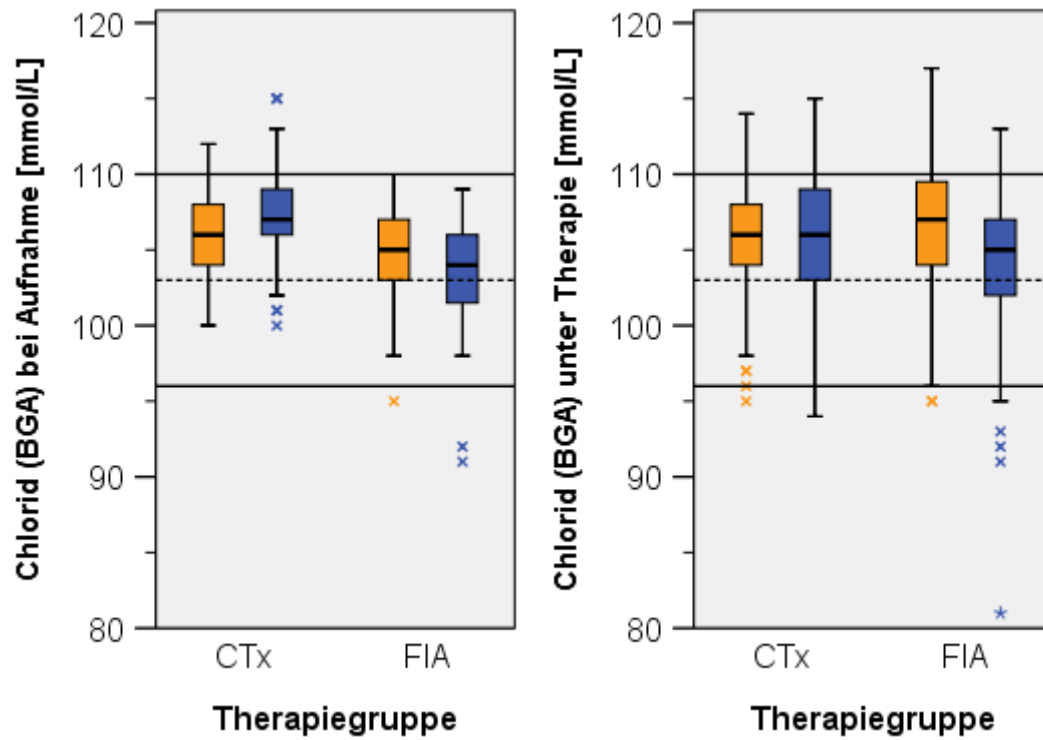 Chlorid (BGA) bei Aufnahme [mmol/L]
120
110
100
90
80
CTx FIA
Therapiegruppe
Chlorid (BGA) unter Therapie [mmol/L]
120
110
100
90
80
CTx FIA
Therapiegruppe